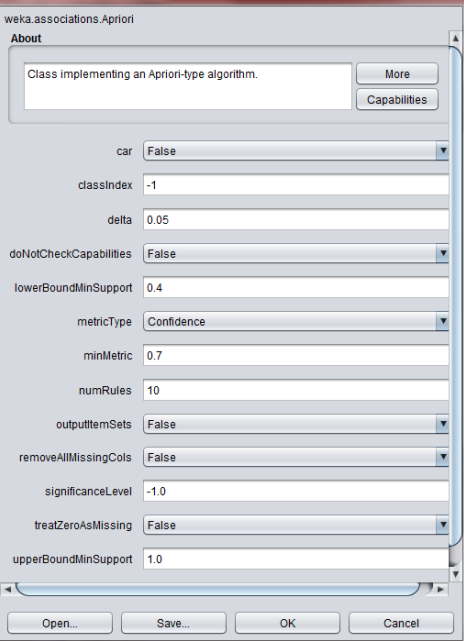 weka.associations.Apriori
About
Class implementing an Apriori-type algorithm.
More
Capabilities
car False
classIndex -1
delta 0.05
doNotCheckCapabilities False
lowerBoundMinSupport 0.4
metricType Confidence
minMetric 0.7
numRules 10
outputItemSets False
removeAllMissingCols False
significanceLevel -1.0
treatZeroAsMissing False
upperBoundMinSupport 1.0
Open... Save... OK Cancel